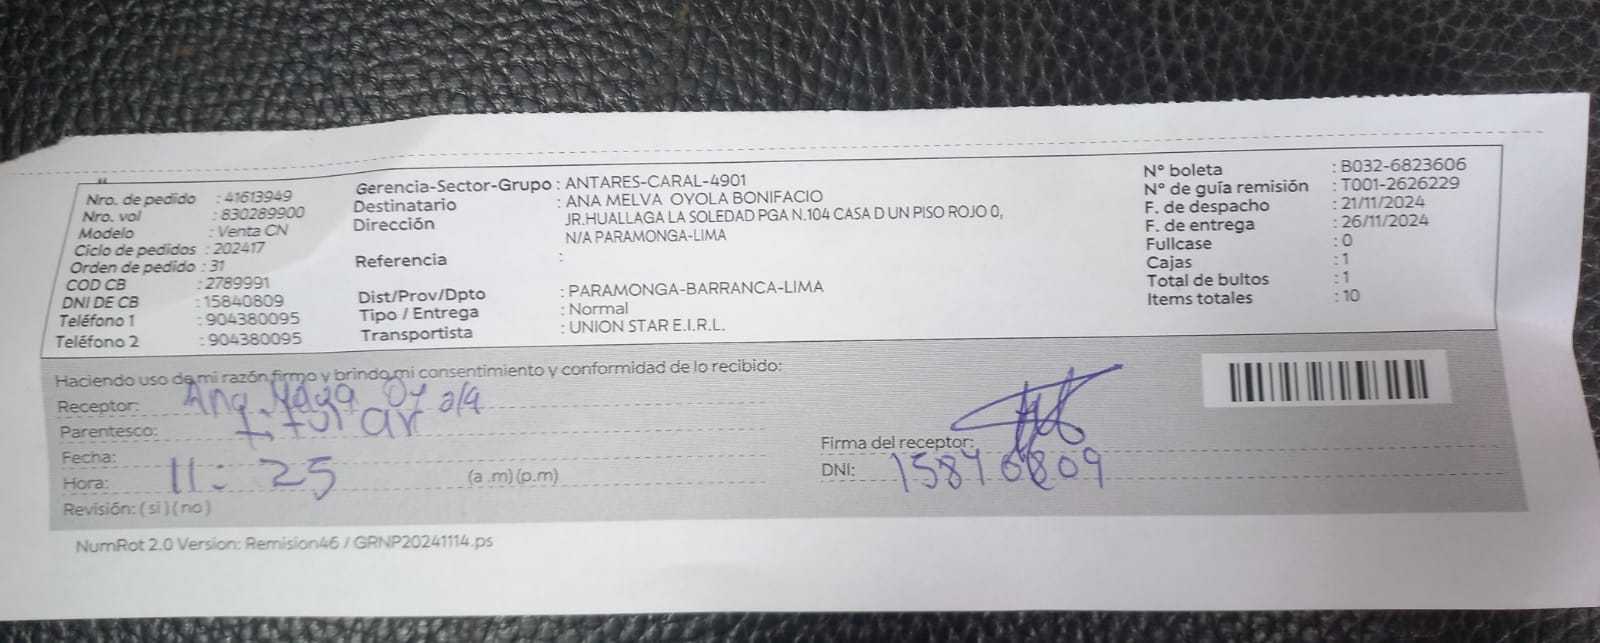 Nro. de pedido : 41613949
Nro. vol : 830289900
Modelo : Venta CN
Ciclo de pedidos : 202417
Orden de pedido : 31
COD CB : 2789991
DNI DE CB : 15840809
Teléfono 1 : 904380095
Teléfono 2 : 904380095
Gerencia-Sector-Grupo : ANTARES-CARAL-4901
Destinatario : ANA MELVA OYOLA BONIFACIO
Dirección : JR.HUALLAGA LA SOLEDAD PGA N.104 CASA D UN PISO ROJO 0,
N/A PARAMONGA-LIMA
Referencia :
Dist/Prov/Dpto : PARAMONGA-BARRANCA-LIMA
Tipo / Entrega : Normal
Transportista : UNION STAR E.I.R.L.
N° boleta : B032-6823606
N° de guía remisión : T001-2626229
F. de despacho : 21/11/2024
F. de entrega : 26/11/2024
Fullcase : 0
Cajas : 1
Total de bultos : 1
Items totales : 10
Haciendo uso de mi razón firmo y brindo mi consentimiento y conformidad de lo recibido:
Receptor: Ana
Parentesco: Titular
Fecha:
Hora: 11:25 (a .m) (p.m)
Revisión: ( si ) ( no )
Firma del receptor:
DNI: 15840809
NumRot 2.0 Version: Remision46 / GRNP20241114.ps